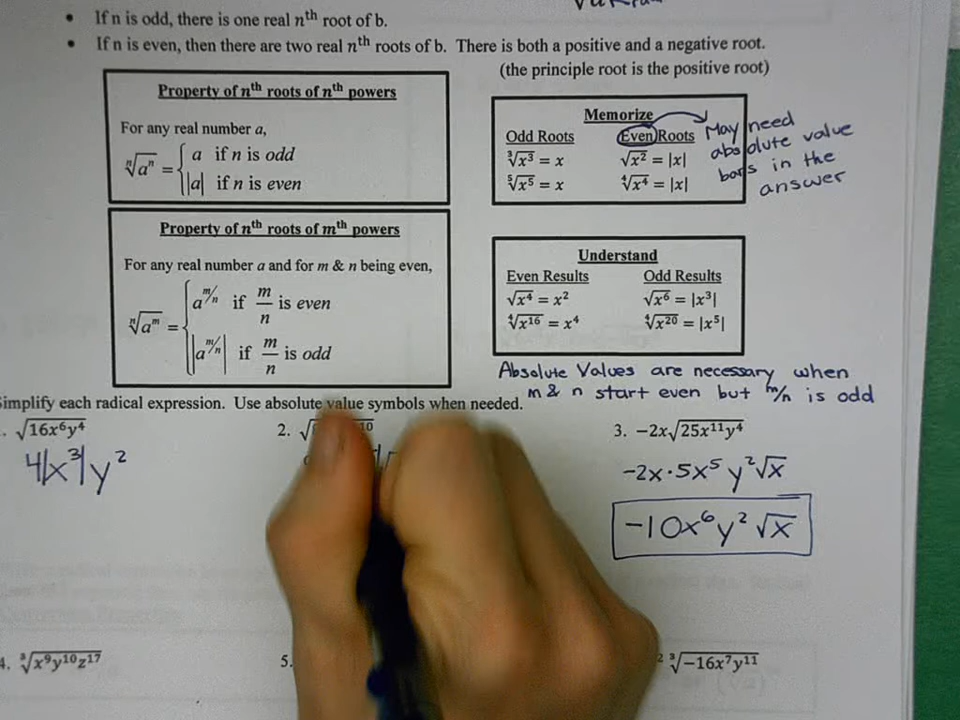 • If n is odd, there is one real nᵗʰ root of b.
• If n is even, then there are two real nᵗʰ roots of b. There is both a positive and a negative root.
(the principle root is the positive root)
Property of nᵗʰ roots of nᵗʰ powers
For any real number a,
ⁿ√aⁿ = { a if n is odd
|a| if n is even
Memorize
Odd Roots Even Roots
³√x³ = x √x² = |x|
⁵√x⁵ = x ⁴√x⁴ = |x|
May need
absolute value
bars in the
answer
Property of nᵗʰ roots of mᵗʰ powers
For any real number a and for m & n being even,
ⁿ√aᵐ = { a^m/n if m/n is even
|a^m/n| if m/n is odd
Understand
Even Results Odd Results
√x⁴ = x² √x⁶ = |x³|
⁴√x¹⁶ = x⁴ ⁴√x²⁰ = |x⁵|
Absolute Values are necessary when
m & n start even but m/n is odd
Simplify each radical expression. Use absolute value symbols when needed.
. √16x⁶y⁴
4|x³|y²
2. √ 10
3. -2x√25x¹¹y⁴
-2x·5x⁵ y²√x
-10x⁶y²√x
4. ³√x⁹y¹⁰z¹⁷
5.
² ³√-16x⁷y¹¹